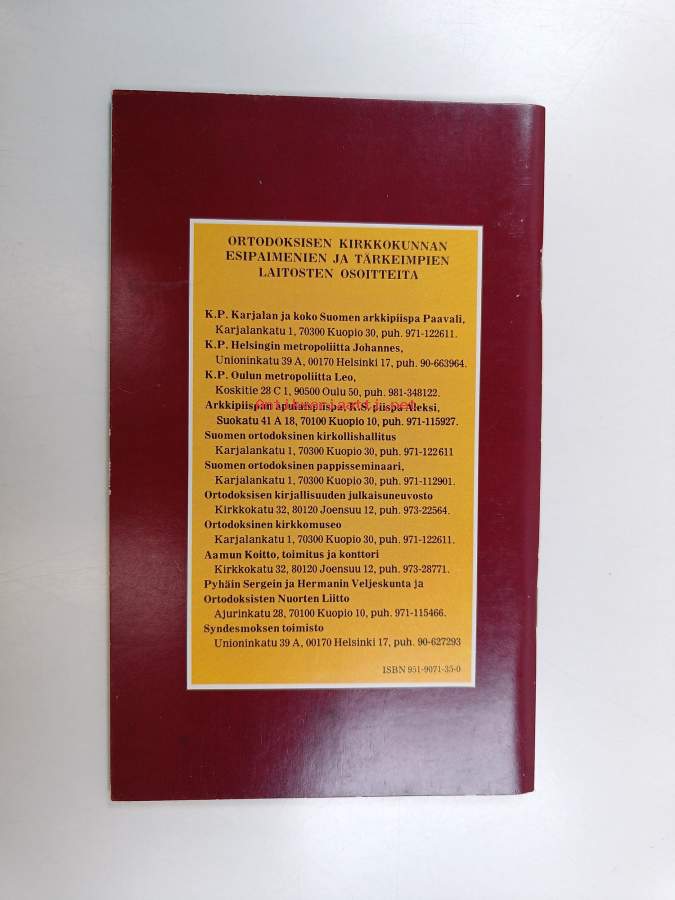 ORTODOKSISEN KIRKKOKUNNAN
ESIPAIMENIEN JA TÄRKEIMPIEN
LAITOSTEN OSOITTEITA
K.P. Karjalan ja koko Suomen arkkipiispa Paavali,
Karjalankatu 1, 70300 Kuopio 30, puh. 971-122611.
K.P. Helsingin metropoliitta Johannes,
Unioninkatu 39 A, 00170 Helsinki 17, puh. 90-663964.
K.P. Oulun metropoliitta Leo,
Koskitie 28 C 1, 90500 Oulu 50, puh. 981-348122.
Antikvariaatti.net
Arkkipiispan apulaispiispa, K.S. piispa Aleksi,
Suokatu 41 A 18, 70100 Kuopio 10, puh. 971-115927.
Suomen ortodoksinen kirkollishallitus
Karjalankatu 1, 70300 Kuopio 30, puh. 971-122611
Suomen ortodoksinen pappisseminaari,
Karjalankatu 1, 70300 Kuopio 30, puh. 971-112901.
Ortodoksisen kirjallisuuden julkaisuneuvosto
Kirkkokatu 32, 80120 Joensuu 12, puh. 973-22564.
Ortodoksinen kirkkomuseo
Karjalankatu 1, 70300 Kuopio 30, puh. 971-122611.
Aamun Koitto, toimitus ja konttori
Kirkkokatu 32, 80120 Joensuu 12, puh. 973-28771.
Pyhäin Sergein ja Hermanin Veljeskunta ja
Ortodoksisten Nuorten Liitto
Ajurinkatu 28, 70100 Kuopio 10, puh. 971-115466.
Syndesmoksen toimisto
Unioninkatu 39 A, 00170 Helsinki 17, puh. 90-627293
ISBN 951-9071-35-0